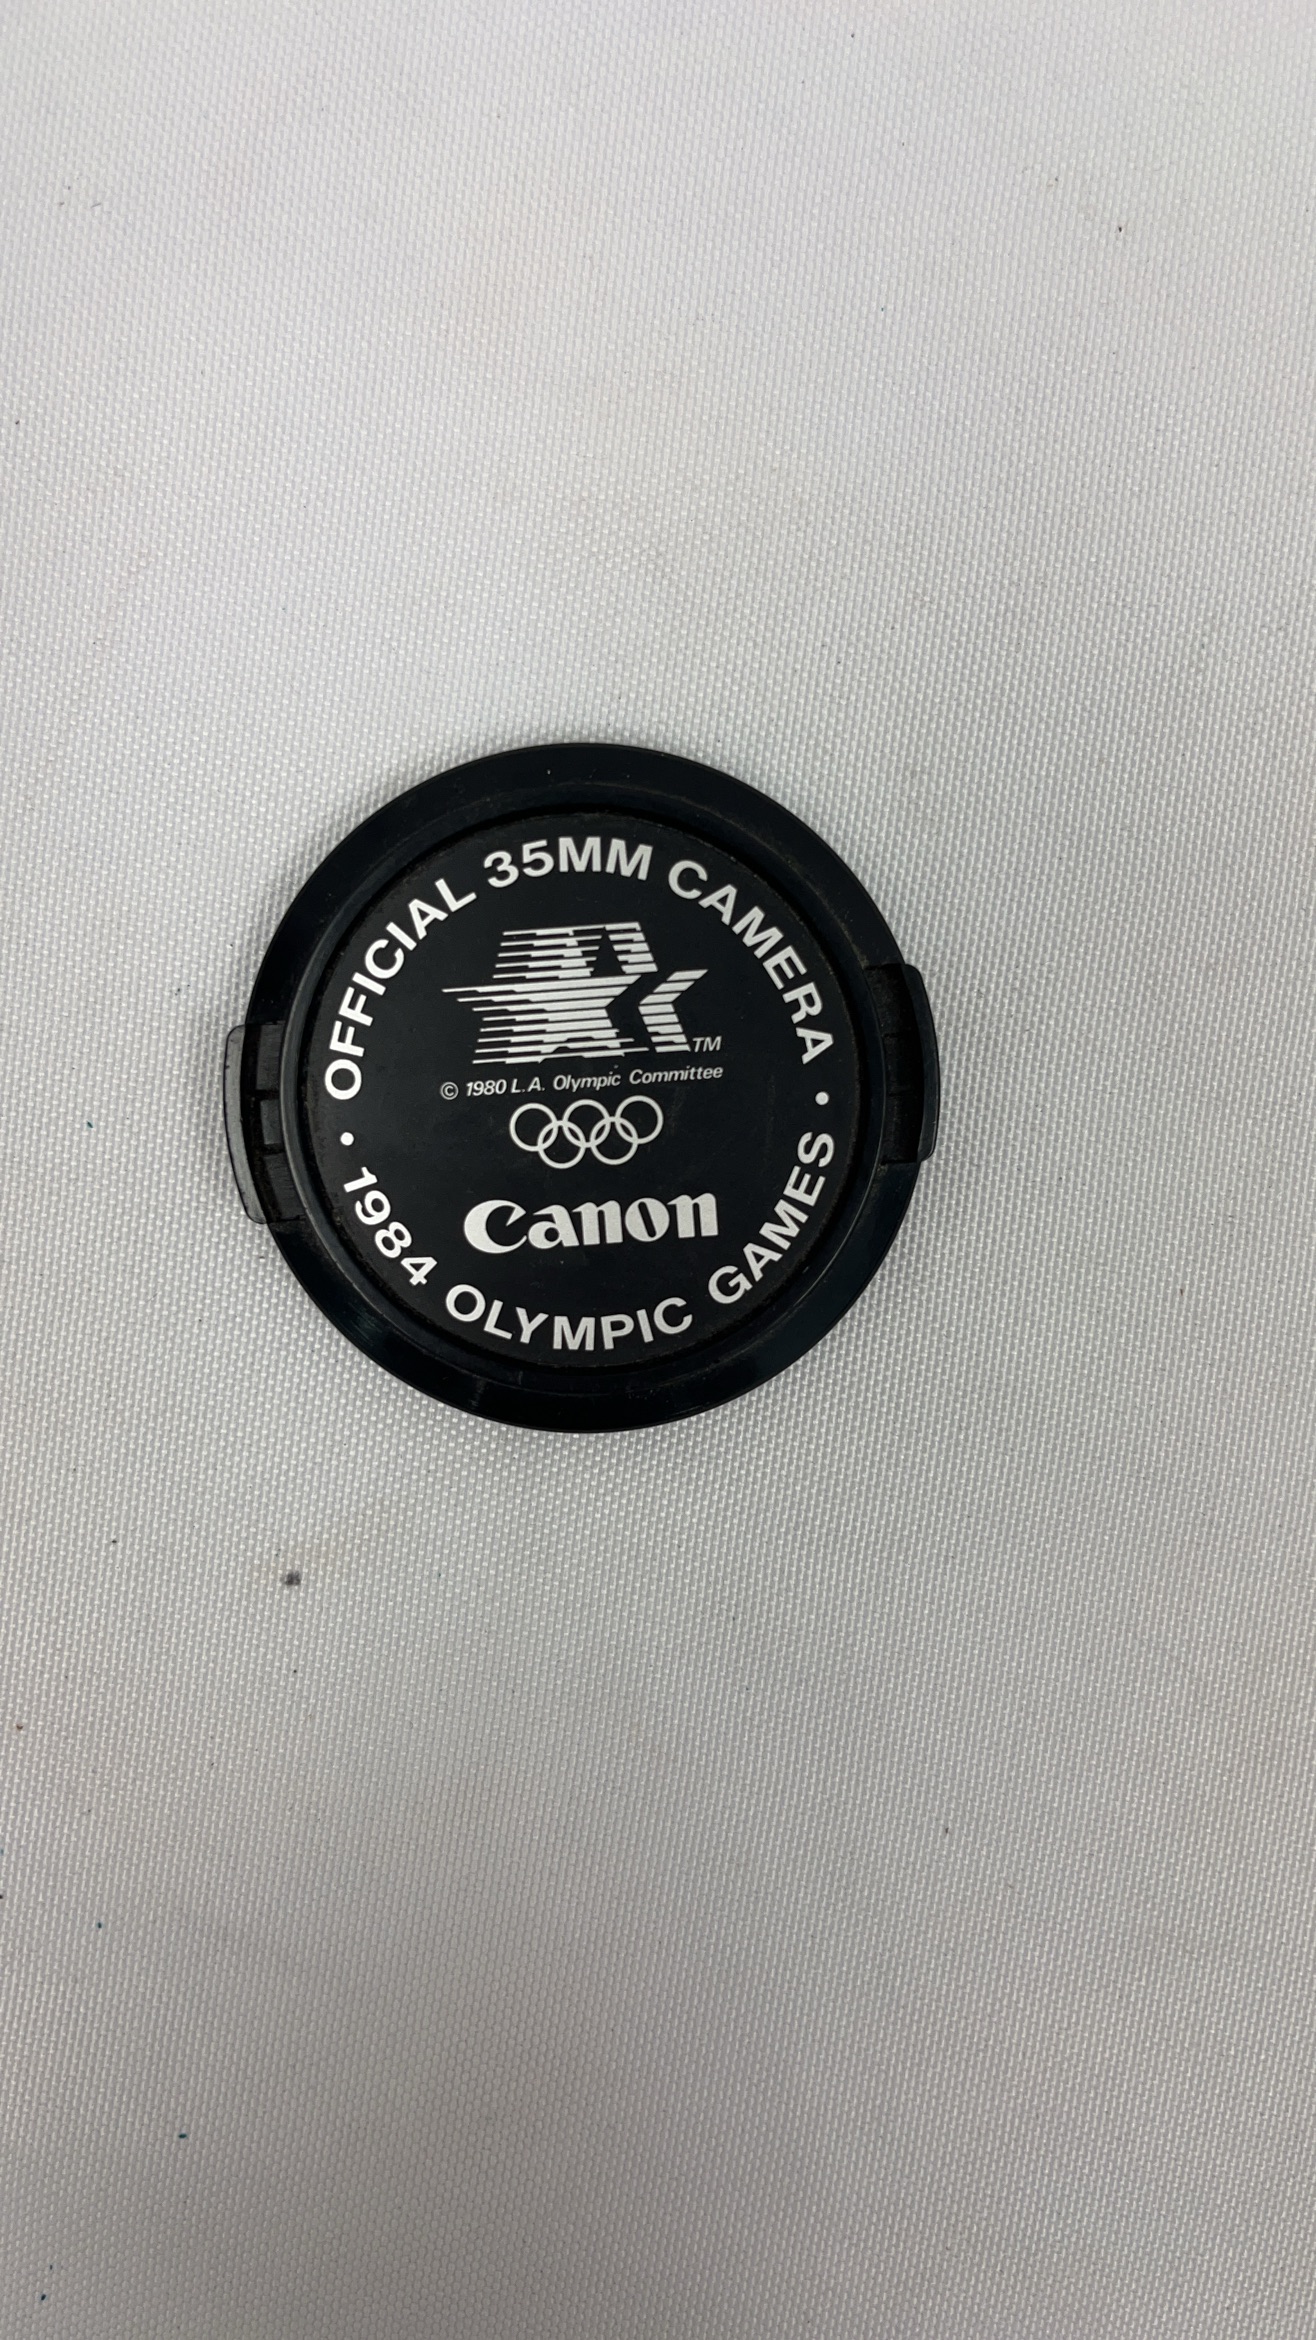 OFFICIAL 35MM CAMERA
TM
© 1980 L.A. Olympic Committee
Canon
• 1984 OLYMPIC GAMES •